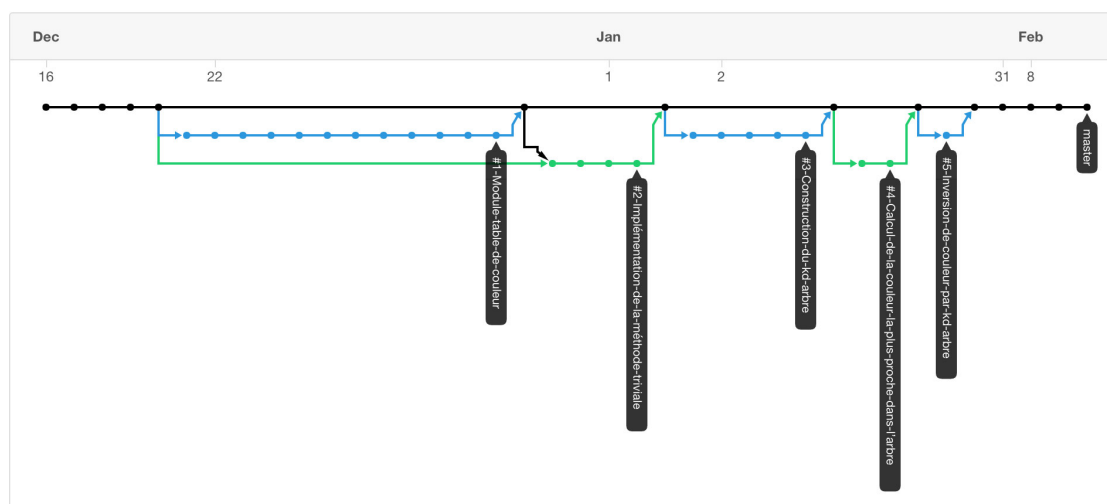 Dec Jan Feb
16 22 1 2 31 8
#1-Module-table-de-couleur
#2-Implémentation-de-la-méthode-triviale
#3-Construction-du-kd-arbre
#4-Calcul-de-la-couleur-la-plus-proche-dans-l'arbre
#5-Inversion-de-couleur-par-kd-arbre
master